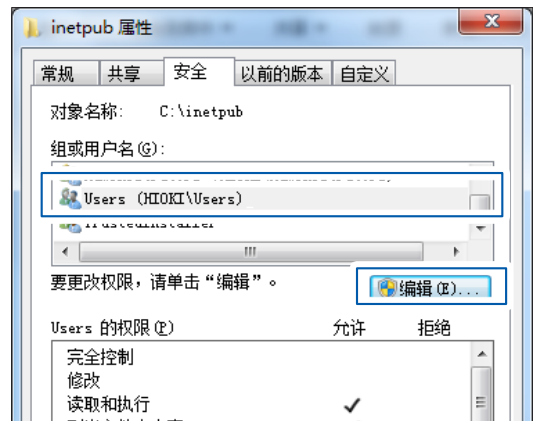 inetpub 属性
常规 共享 安全 以前的版本 自定义
对象名称: C:\inetpub
组或用户名(G):
Users (HIOKI\Users)
要更改权限，请单击“编辑”。 编辑(E)...
Users 的权限(P) 允许 拒绝
完全控制
修改
读取和执行